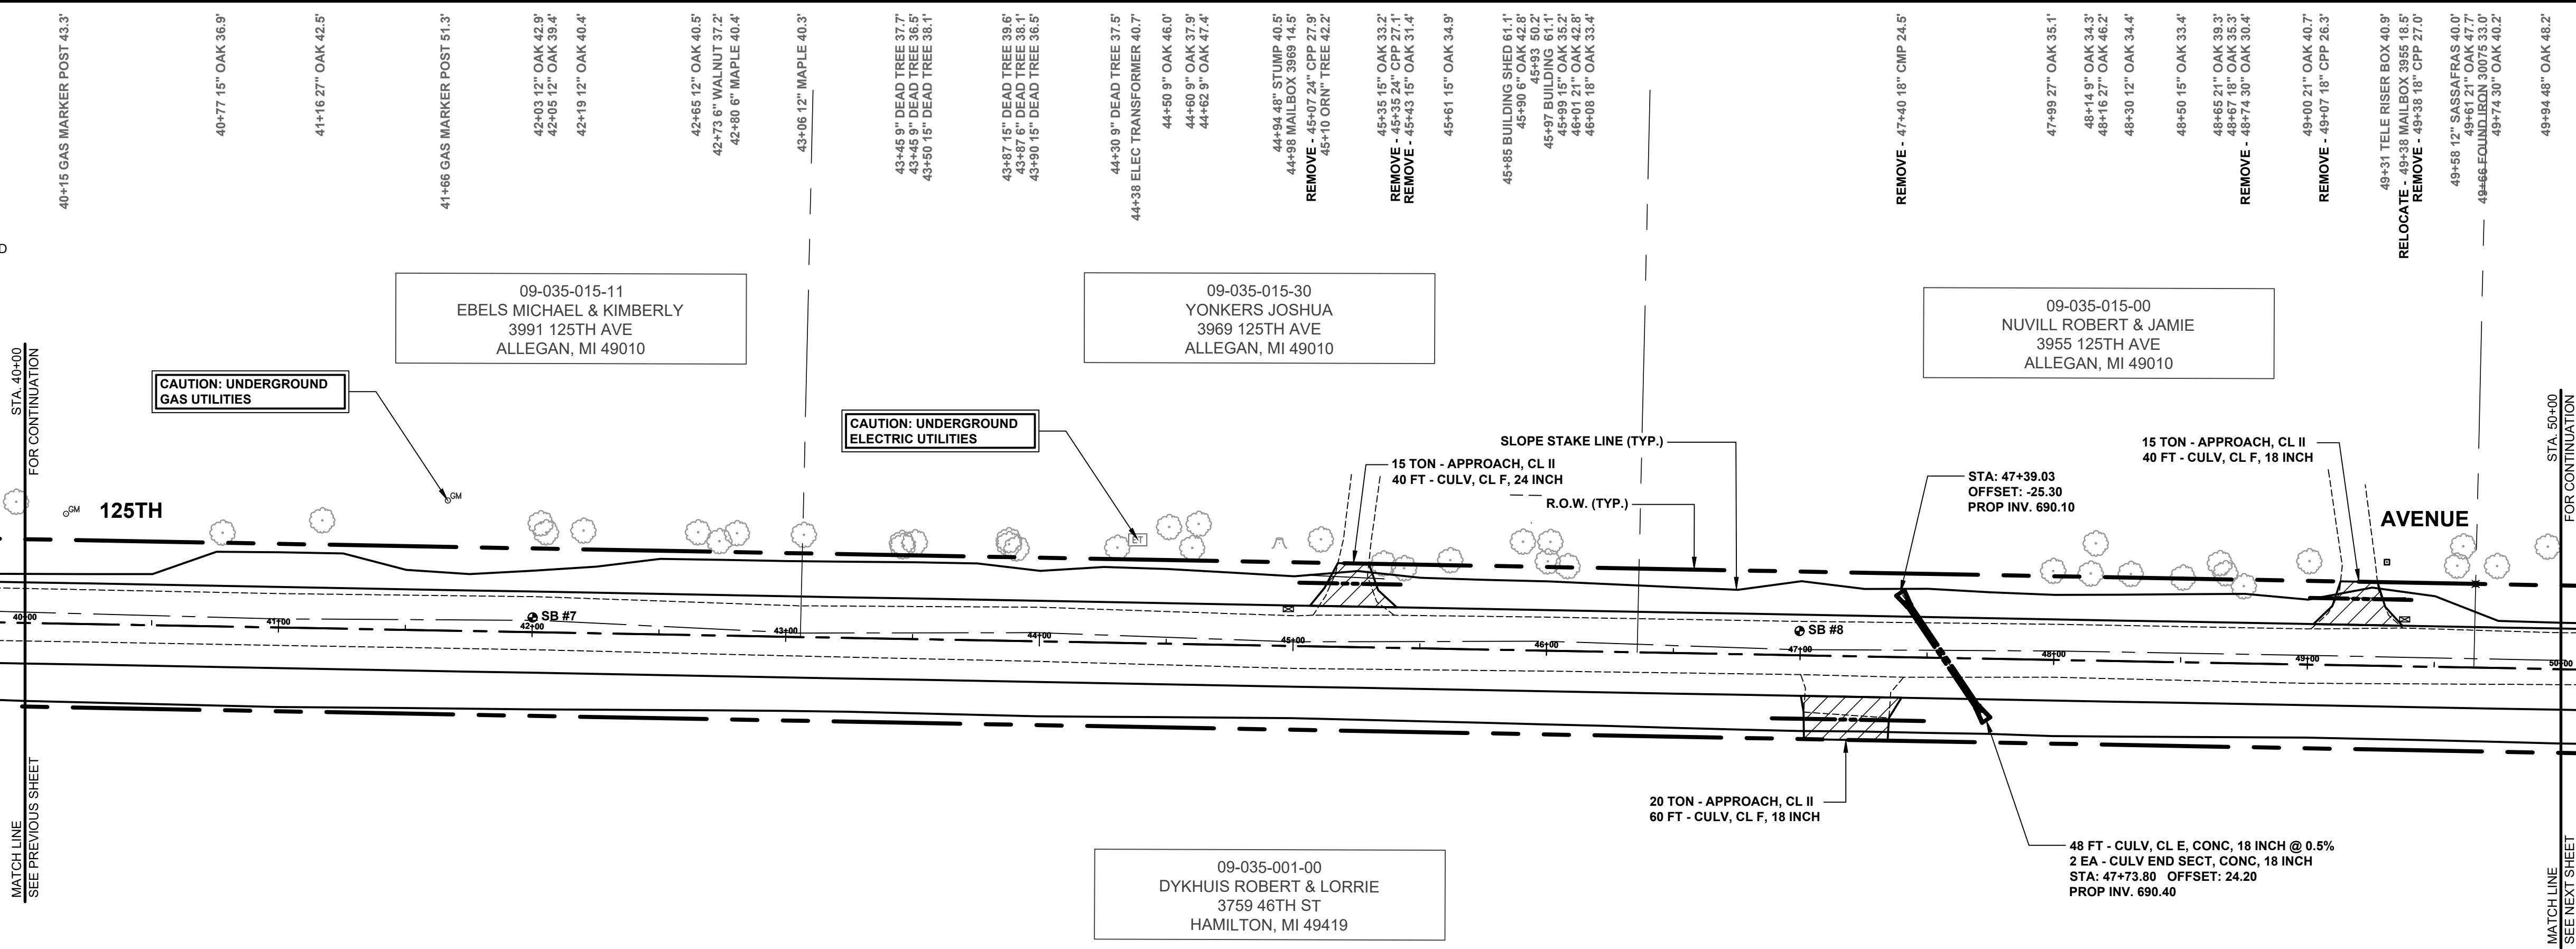 40+15 GAS MARKER POST 43.3'
40+77 15" OAK 36.9'
41+16 27" OAK 42.5'
41+66 GAS MARKER POST 51.3'
42+03 12" OAK 42.9'
42+05 12" OAK 39.4'
42+19 12" OAK 40.4'
42+65 12" OAK 40.5'
42+73 6" WALNUT 37.2'
42+80 6" MAPLE 40.4'
43+06 12" MAPLE 40.3'
43+45 9" DEAD TREE 37.7'
43+45 9" DEAD TREE 36.5'
43+50 15" DEAD TREE 38.1'
43+87 15" DEAD TREE 39.6'
43+87 6" DEAD TREE 38.1'
43+90 15" DEAD TREE 36.5'
44+30 9" DEAD TREE 37.5'
44+38 ELEC TRANSFORMER 40.7'
44+50 9" OAK 46.0'
44+60 9" OAK 37.9'
44+62 9" OAK 47.4'
44+94 48" STUMP 40.5'
44+98 MAILBOX 3969 14.5'
REMOVE - 45+07 24" CPP 27.9'
45+10 ORN" TREE 42.2'
45+35 15" OAK 33.2'
REMOVE - 45+35 24" CPP 27.1'
REMOVE - 45+43 15" OAK 31.4'
45+61 15" OAK 34.9'
45+85 BUILDING SHED 61.1'
45+90 6" OAK 42.8'
45+93 50.2'
45+97 BUILDING 61.1'
45+99 15" OAK 35.2'
46+01 21" OAK 42.8'
46+08 18" OAK 33.4'
REMOVE - 47+40 18" CMP 24.5'
47+99 27" OAK 35.1'
48+14 9" OAK 34.3'
48+16 27" OAK 46.2'
48+30 12" OAK 34.4'
48+50 15" OAK 33.4'
48+65 21" OAK 39.3'
48+67 18" OAK 35.3'
REMOVE - 48+74 30" OAK 30.4'
49+00 21" OAK 40.7'
REMOVE - 49+07 18" CPP 26.3'
49+31 TELE RISER BOX 40.9'
RELOCATE - 49+38 MAILBOX 3955 18.5'
REMOVE - 49+38 18" CPP 27.0'
49+58 12" SASSAFRAS 40.0'
49+61 21" OAK 47.7'
49+66 FOUND IRON 30075 33.0'
49+74 30" OAK 40.2'
49+94 48" OAK 48.2'
D
09-035-015-11
EBELS MICHAEL & KIMBERLY
3991 125TH AVE
ALLEGAN, MI 49010
09-035-015-30
YONKERS JOSHUA
3969 125TH AVE
ALLEGAN, MI 49010
09-035-015-00
NUVILL ROBERT & JAMIE
3955 125TH AVE
ALLEGAN, MI 49010
STA. 40+00
FOR CONTINUATION
CAUTION: UNDERGROUND
GAS UTILITIES
CAUTION: UNDERGROUND
ELECTRIC UTILITIES
SLOPE STAKE LINE (TYP.)
15 TON - APPROACH, CL II
40 FT - CULV, CL F, 24 INCH
R.O.W. (TYP.)
STA: 47+39.03
OFFSET: -25.30
PROP INV. 690.10
15 TON - APPROACH, CL II
40 FT - CULV, CL F, 18 INCH
STA. 50+00
FOR CONTINUATION
GM
GM
125TH
AVENUE
ET
SB #7
SB #8
40+00
41+00
42+00
43+00
44+00
45+00
46+00
47+00
48+00
49+00
50+00
20 TON - APPROACH, CL II
60 FT - CULV, CL F, 18 INCH
48 FT - CULV, CL E, CONC, 18 INCH @ 0.5%
2 EA - CULV END SECT, CONC, 18 INCH
STA: 47+73.80 OFFSET: 24.20
PROP INV. 690.40
09-035-001-00
DYKHUIS ROBERT & LORRIE
3759 46TH ST
HAMILTON, MI 49419
MATCH LINE
SEE PREVIOUS SHEET
MATCH LINE
SEE NEXT SHEET